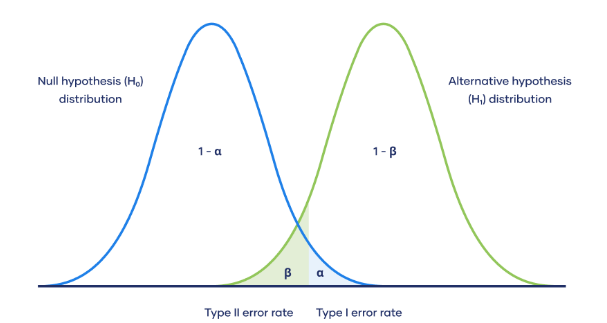 Null hypothesis (H₀)
distribution
Alternative hypothesis
(H₁) distribution
1 - α
1 - β
β
α
Type II error rate
Type I error rate